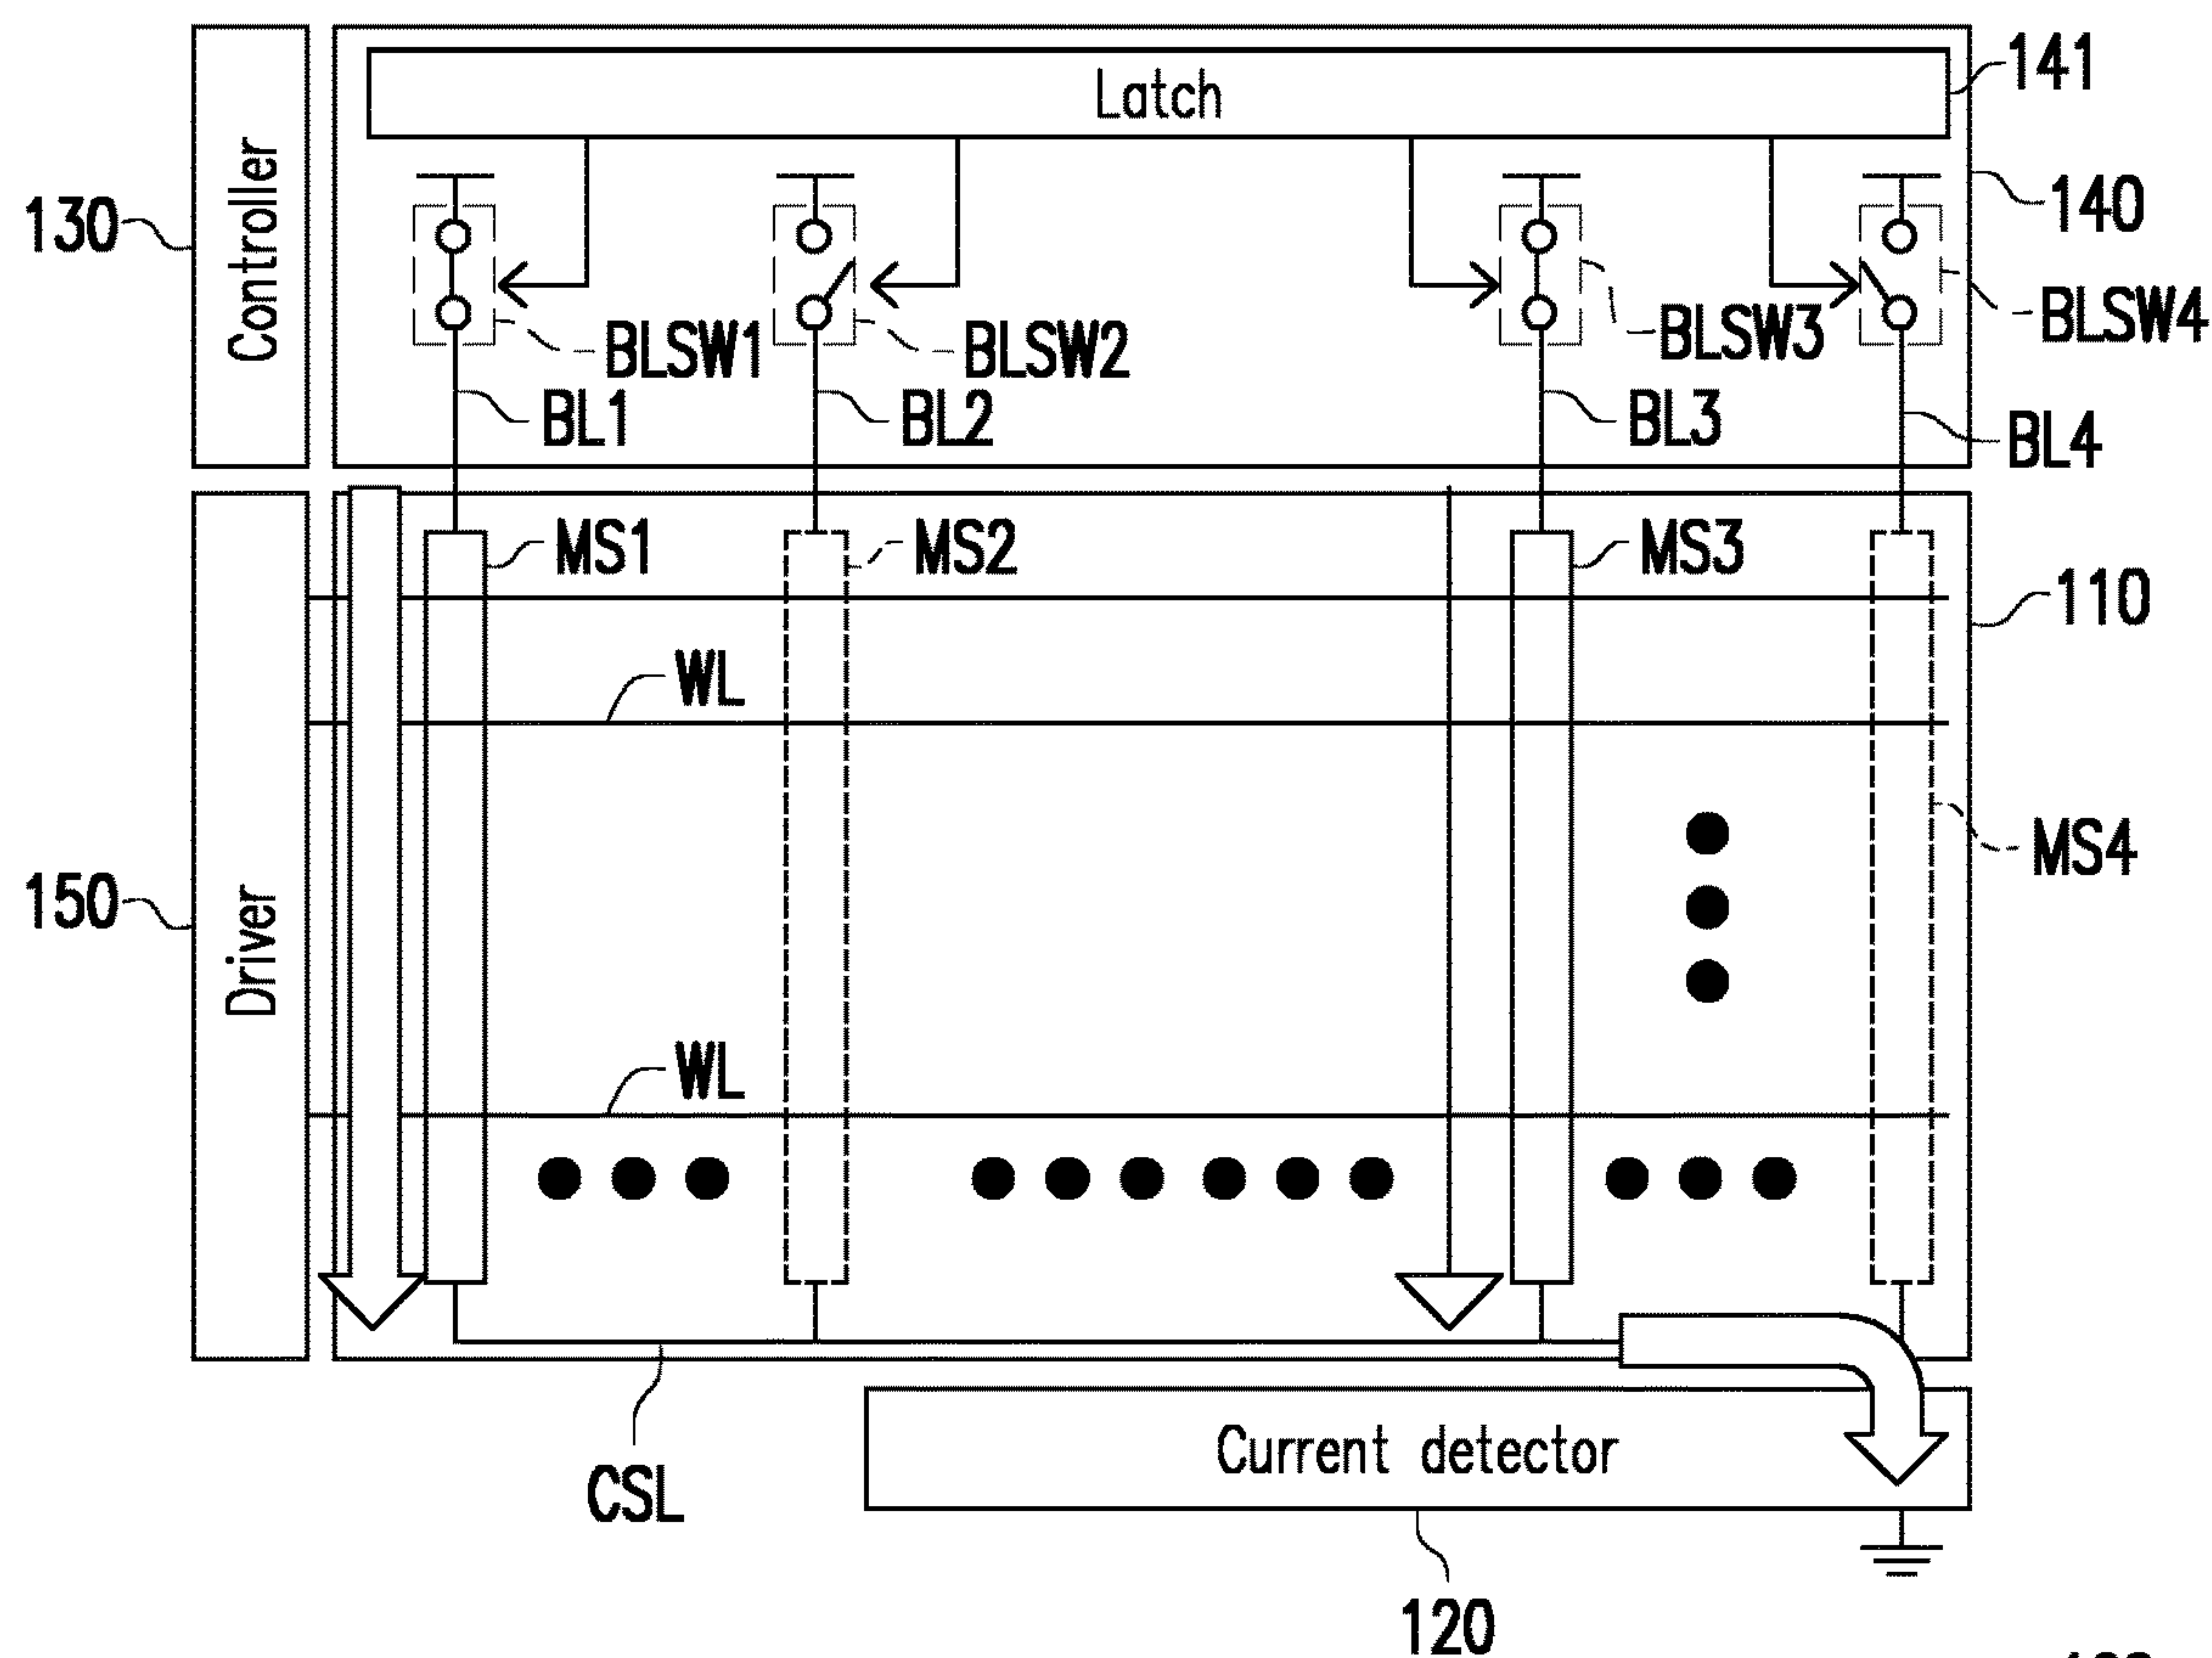 Latch
141
Controller
130
140
BLSW1
BLSW2
BLSW3
BLSW4
BL1
BL2
BL3
BL4
MS1
MS2
MS3
110
WL
MS4
150
Driver
WL
CSL
Current detector
120